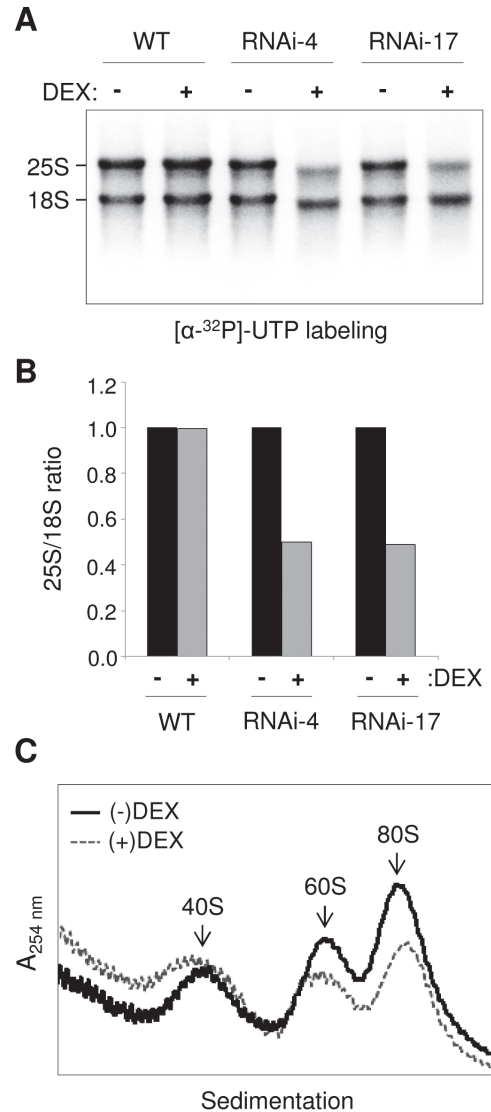 A
WT RNAi-4 RNAi-17
DEX: - + - + - +
25S
18S
[α-³²P]-UTP labeling
B
25S/18S ratio
1.2
1.0
0.8
0.6
0.4
0.2
0.0
- + - + - + :DEX
WT RNAi-4 RNAi-17
C
(-)DEX
(+)DEX
40S
60S
80S
A254 nm
Sedimentation